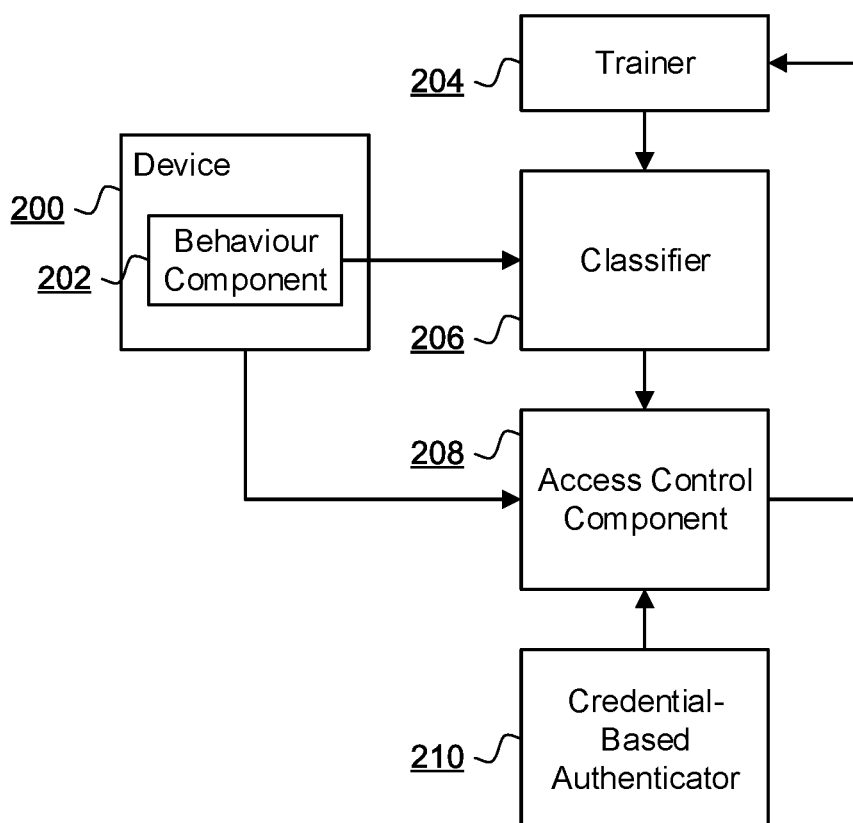 204
Trainer
Device
200
Behaviour
Component
202
Classifier
206
208
Access Control
Component
Credential-
Based
Authenticator
210